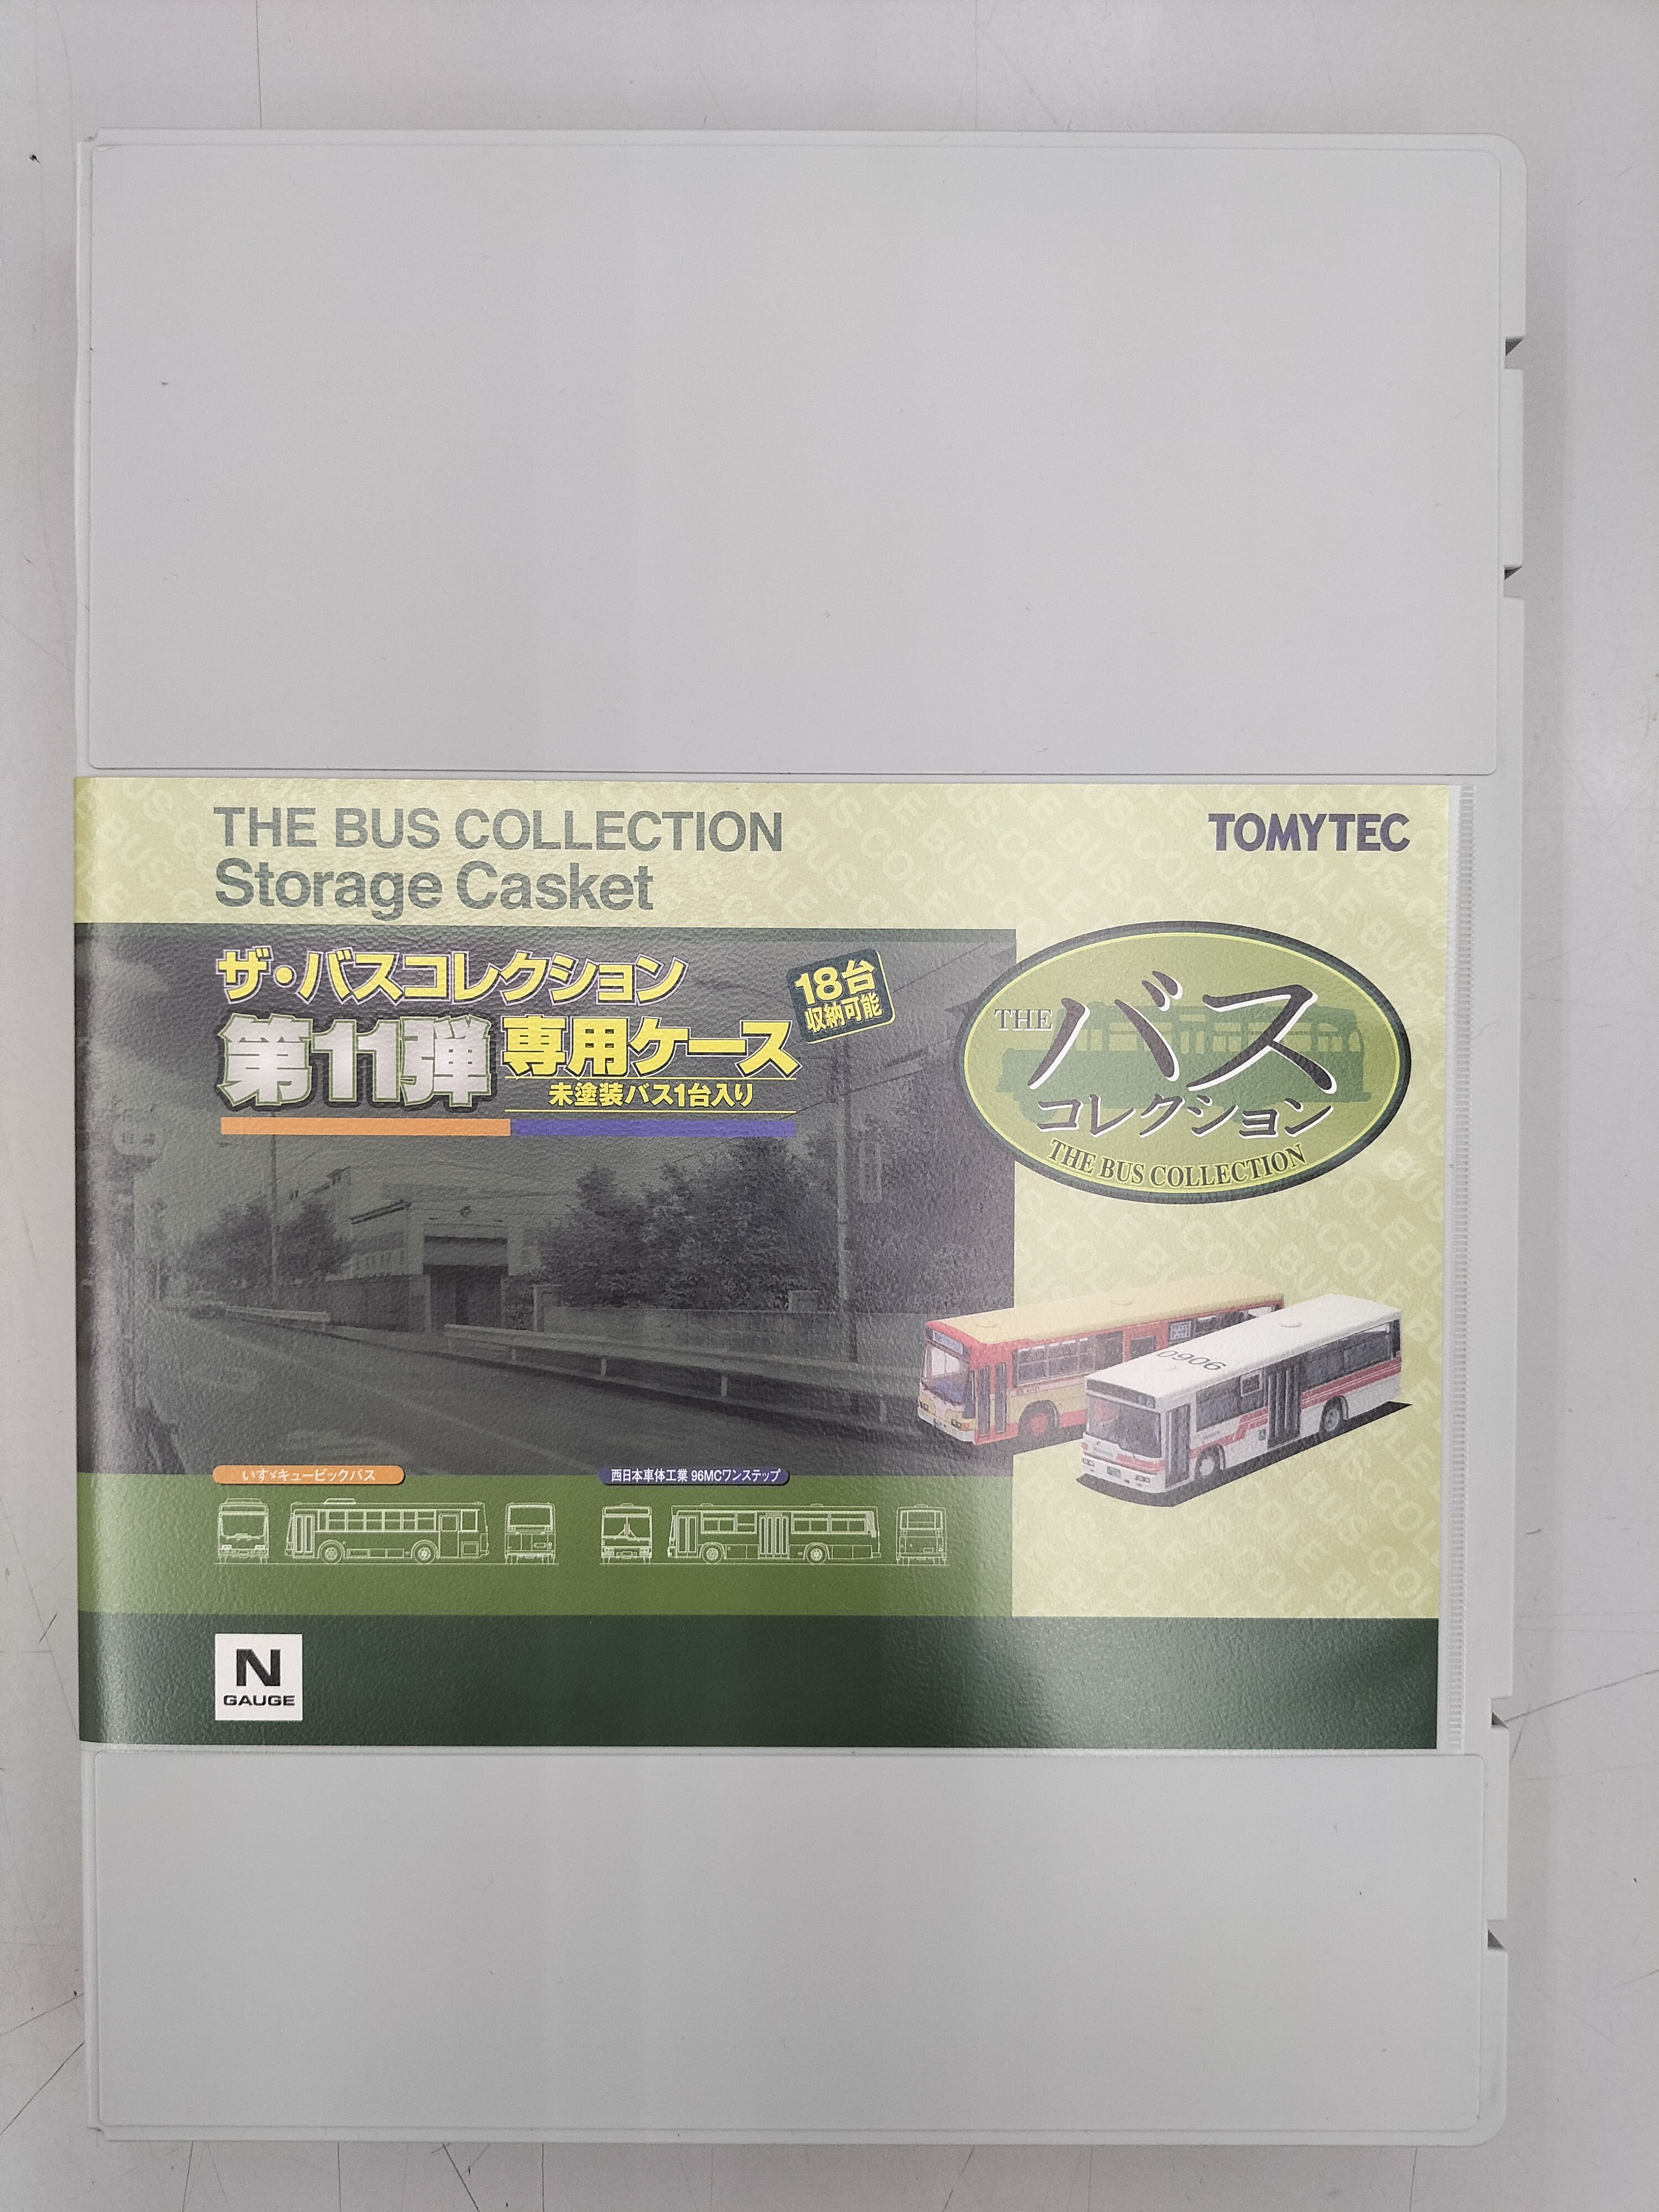 THE BUS COLLECTION
Storage Casket
TOMYTEC
ザ・バスコレクション
第11弾 専用ケース
未塗装バス1台入り
18台
収納可能
THE バス
コレクション
THE BUS COLLECTION
0906
いすゞキュービックバス
西日本車体工業 96MCワンステップ
N
GAUGE